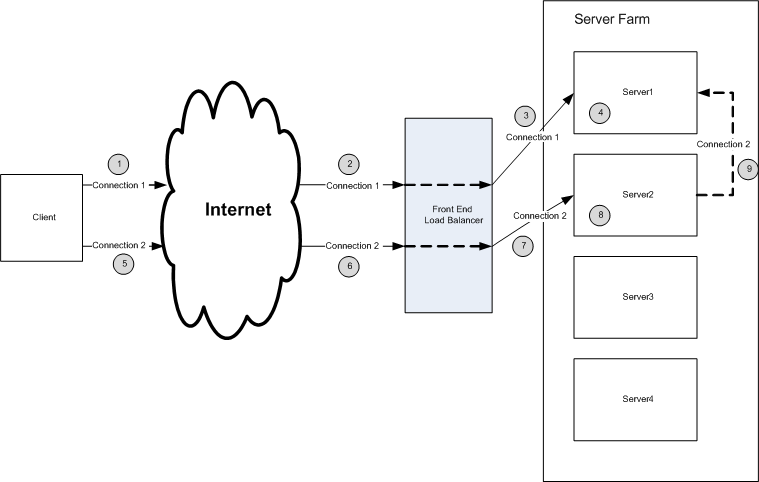 Server Farm
Server1
3
4
Connection 1
Connection 2
1
2
9
Connection 1
Connection 1
Server2
Internet
Front End
Load Balancer
Client
Connection 2
8
Connection 2
Connection 2
7
5
6
Server3
Server4